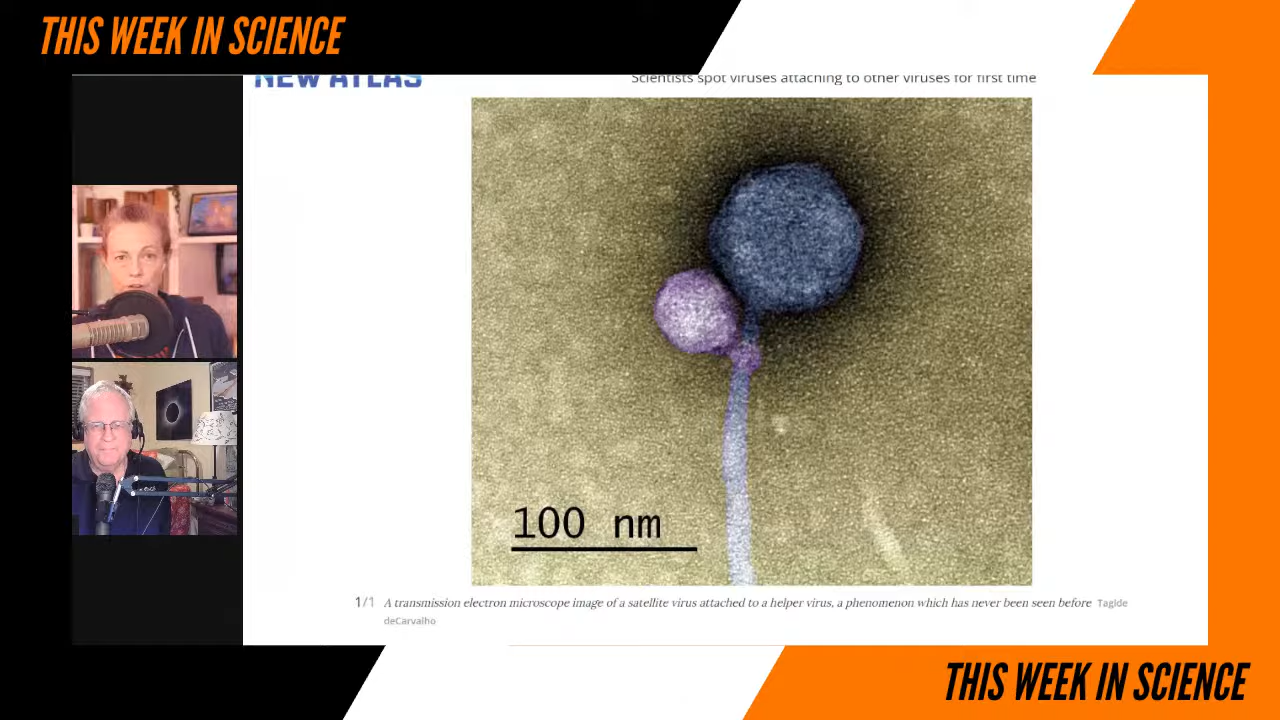 THIS WEEK IN SCIENCE
NEW ATLAS
Scientists spot viruses attaching to other viruses for first time
100 nm
1/1 A transmission electron microscope image of a satellite virus attached to a helper virus, a phenomenon which has never been seen before Tagide
deCarvalho
THIS WEEK IN SCIENCE